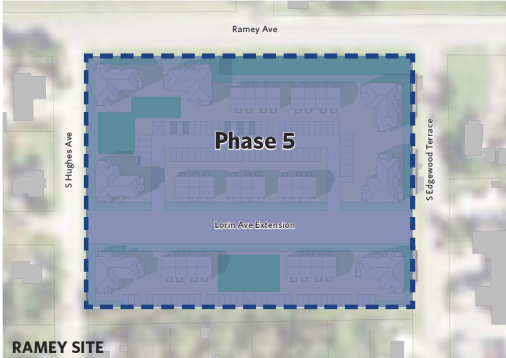 Ramey Ave
S Hughes Ave
Phase 5
S Edgewood Terrace
Lorin Ave Extension
RAMEY SITE